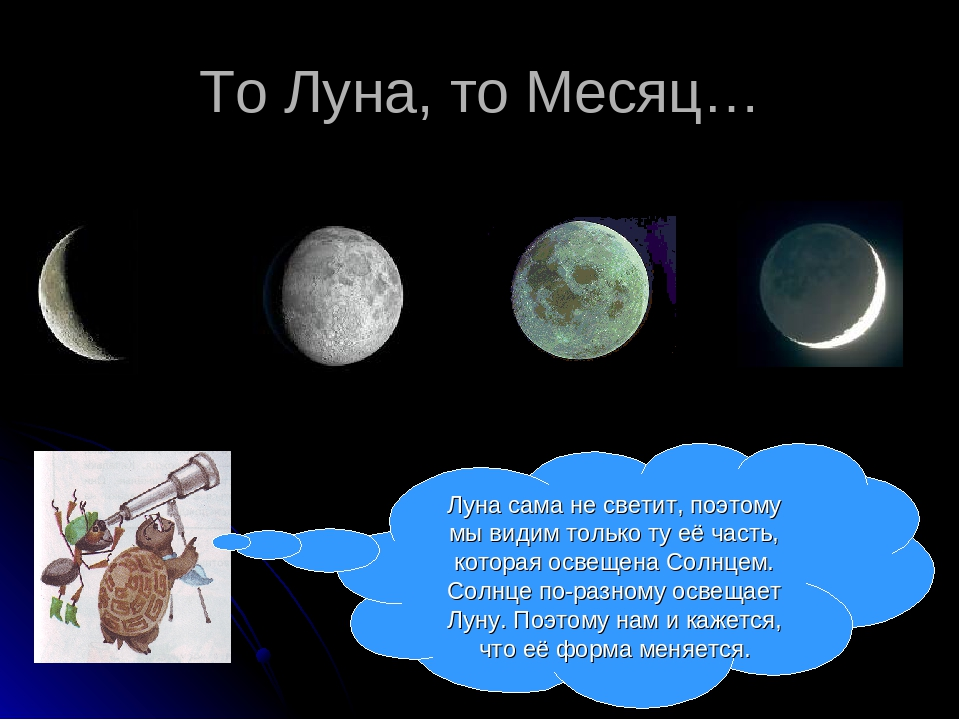 То Луна, то Месяц…
Луна сама не светит, поэтому
мы видим только ту её часть,
которая освещена Солнцем.
Солнце по-разному освещает
Луну. Поэтому нам и кажется,
что её форма меняется.